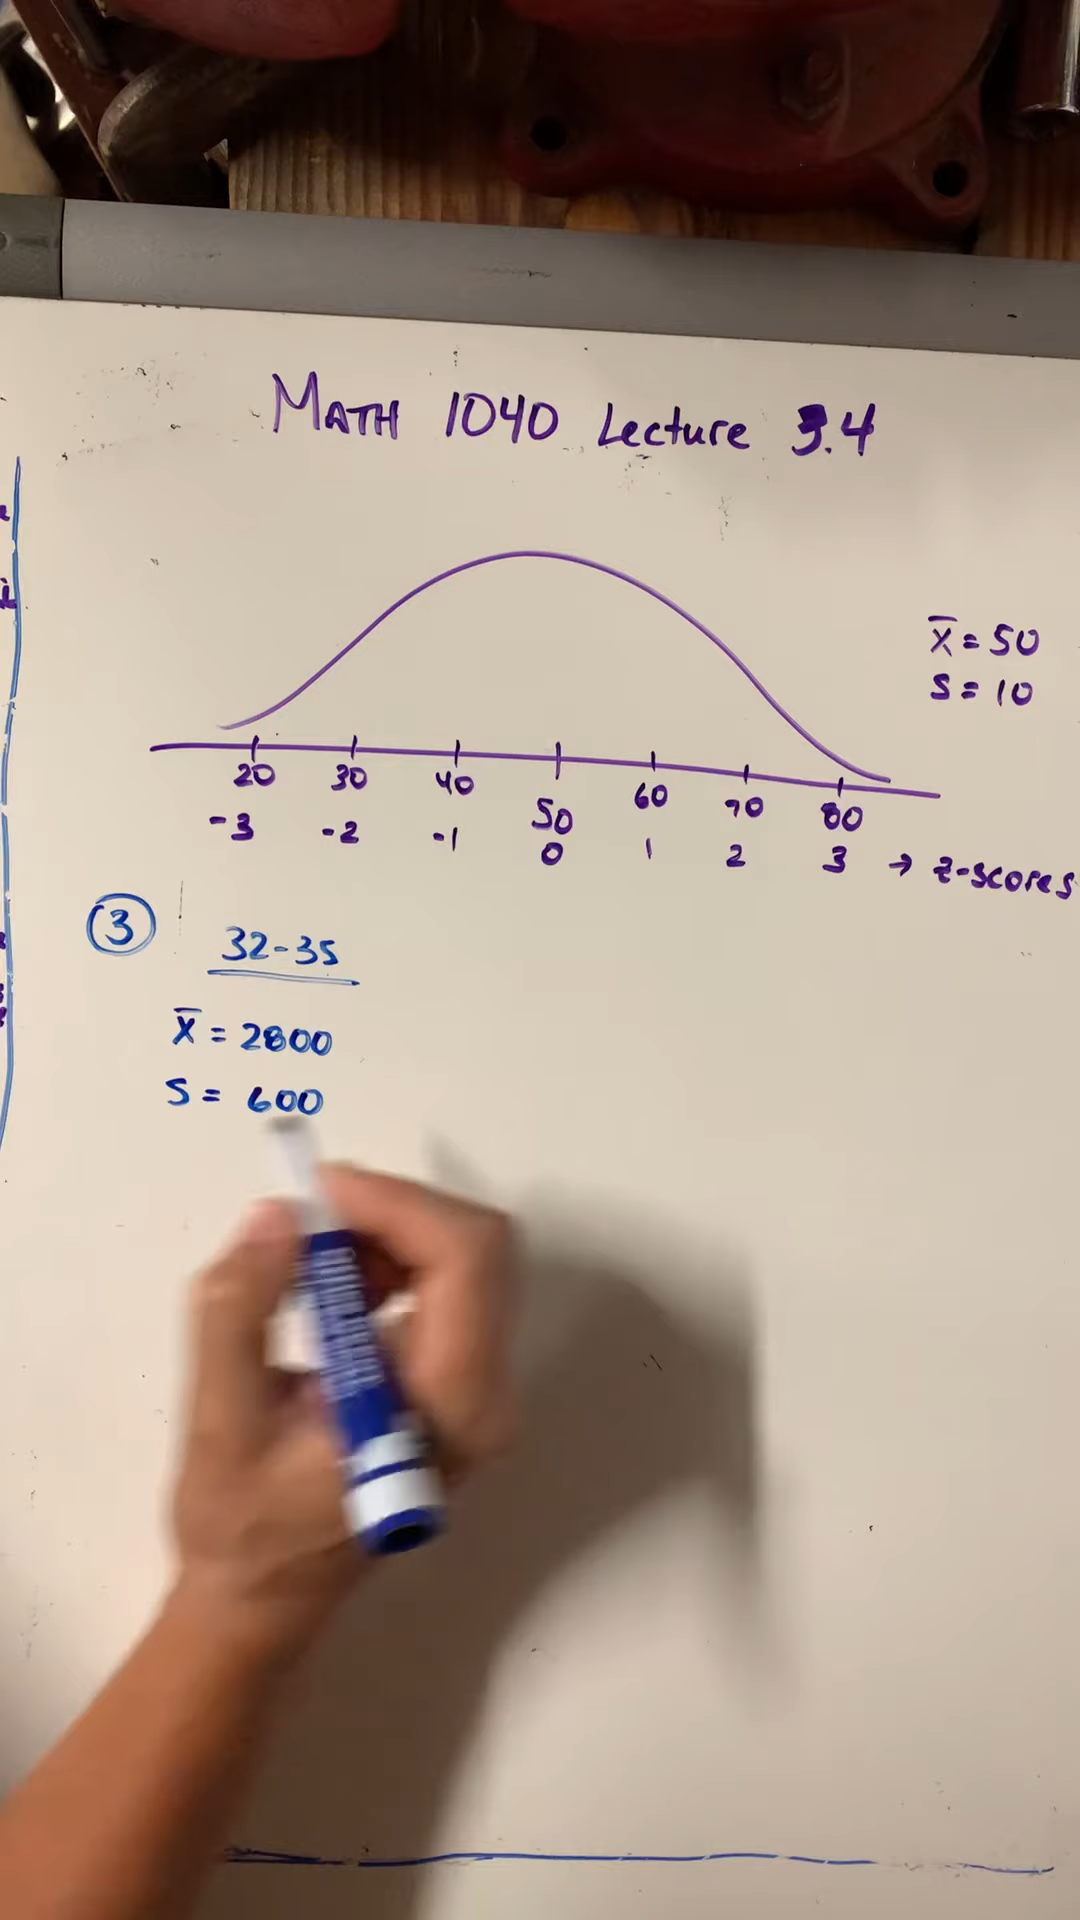 MATH 1040 Lecture 3.4
x̄ = 50
s = 10
20 30 40 50 60 70 80
-3 -2 -1 0 1 2 3 → z-scores
③ 32-35
x̄ = 2800
s = 600